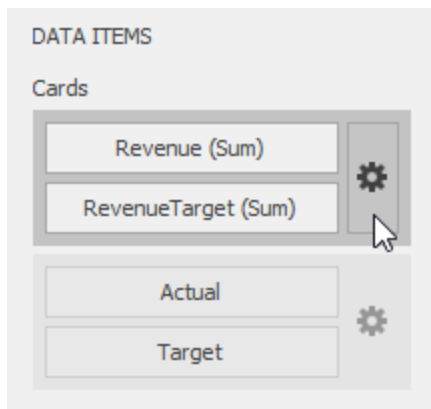 DATA ITEMS
Cards
Revenue (Sum)
RevenueTarget (Sum)
Actual
Target